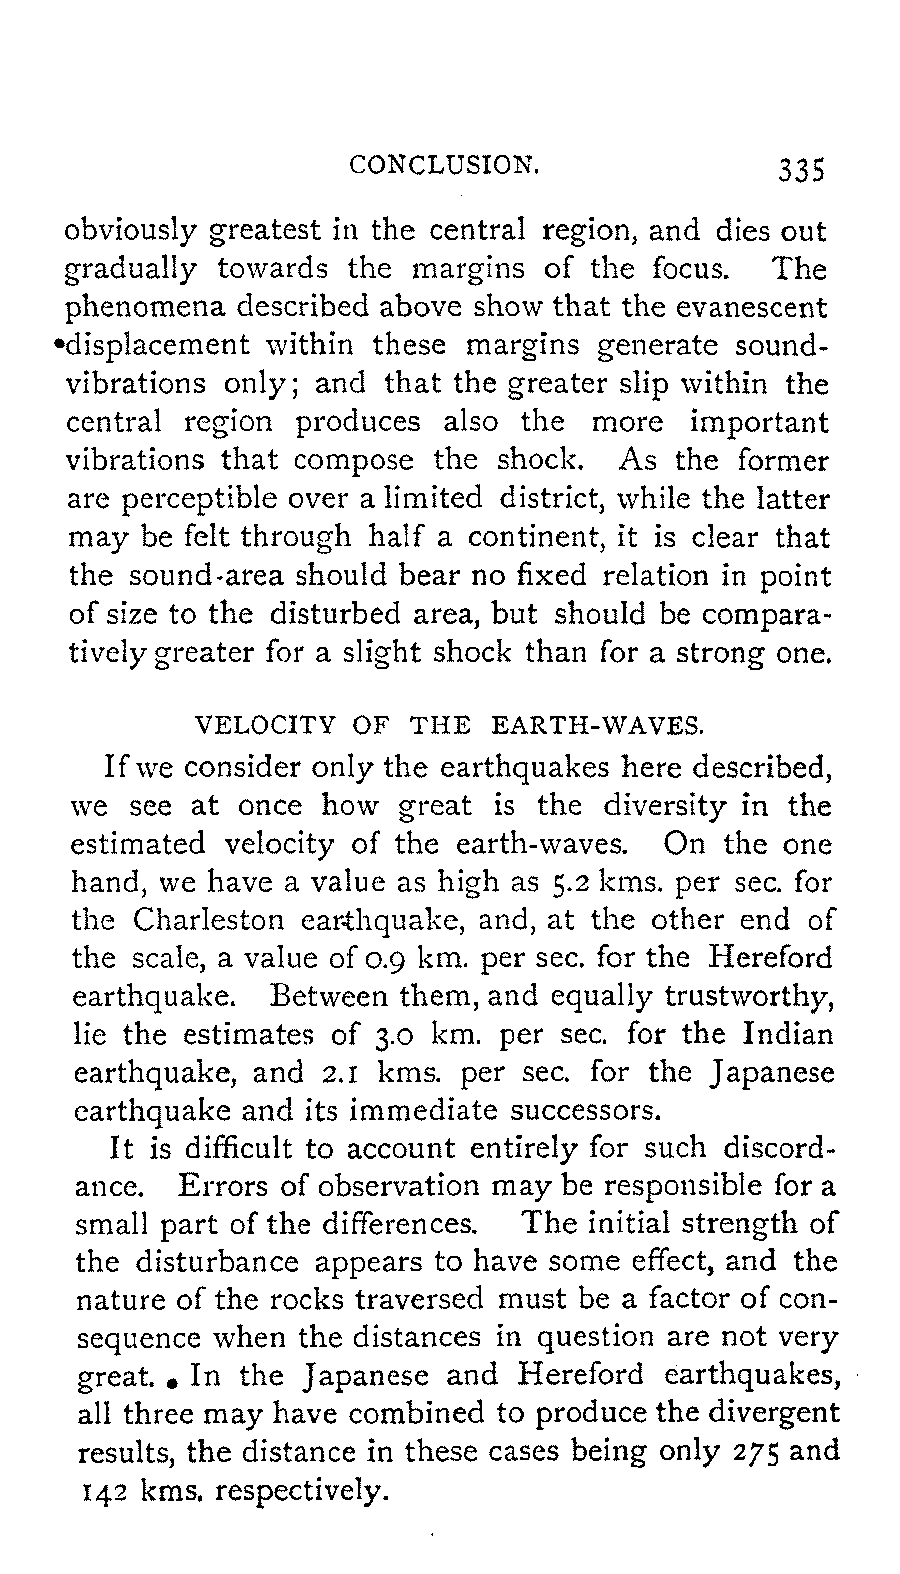 CONCLUSION. 335
obviously greatest in the central region, and dies out
gradually towards the margins of the focus. The
phenomena described above show that the evanescent
•displacement within these margins generate sound-
vibrations only; and that the greater slip within the
central region produces also the more important
vibrations that compose the shock. As the former
are perceptible over a limited district, while the latter
may be felt through half a continent, it is clear that
the sound-area should bear no fixed relation in point
of size to the disturbed area, but should be compara-
tively greater for a slight shock than for a strong one.
VELOCITY OF THE EARTH-WAVES.
If we consider only the earthquakes here described,
we see at once how great is the diversity in the
estimated velocity of the earth-waves. On the one
hand, we have a value as high as 5.2 kms. per sec. for
the Charleston earthquake, and, at the other end of
the scale, a value of 0.9 km. per sec. for the Hereford
earthquake. Between them, and equally trustworthy,
lie the estimates of 3.0 km. per sec. for the Indian
earthquake, and 2.1 kms. per sec. for the Japanese
earthquake and its immediate successors.
It is difficult to account entirely for such discord-
ance. Errors of observation may be responsible for a
small part of the differences. The initial strength of
the disturbance appears to have some effect, and the
nature of the rocks traversed must be a factor of con-
sequence when the distances in question are not very
great. • In the Japanese and Hereford earthquakes,
all three may have combined to produce the divergent
results, the distance in these cases being only 275 and
142 kms. respectively.